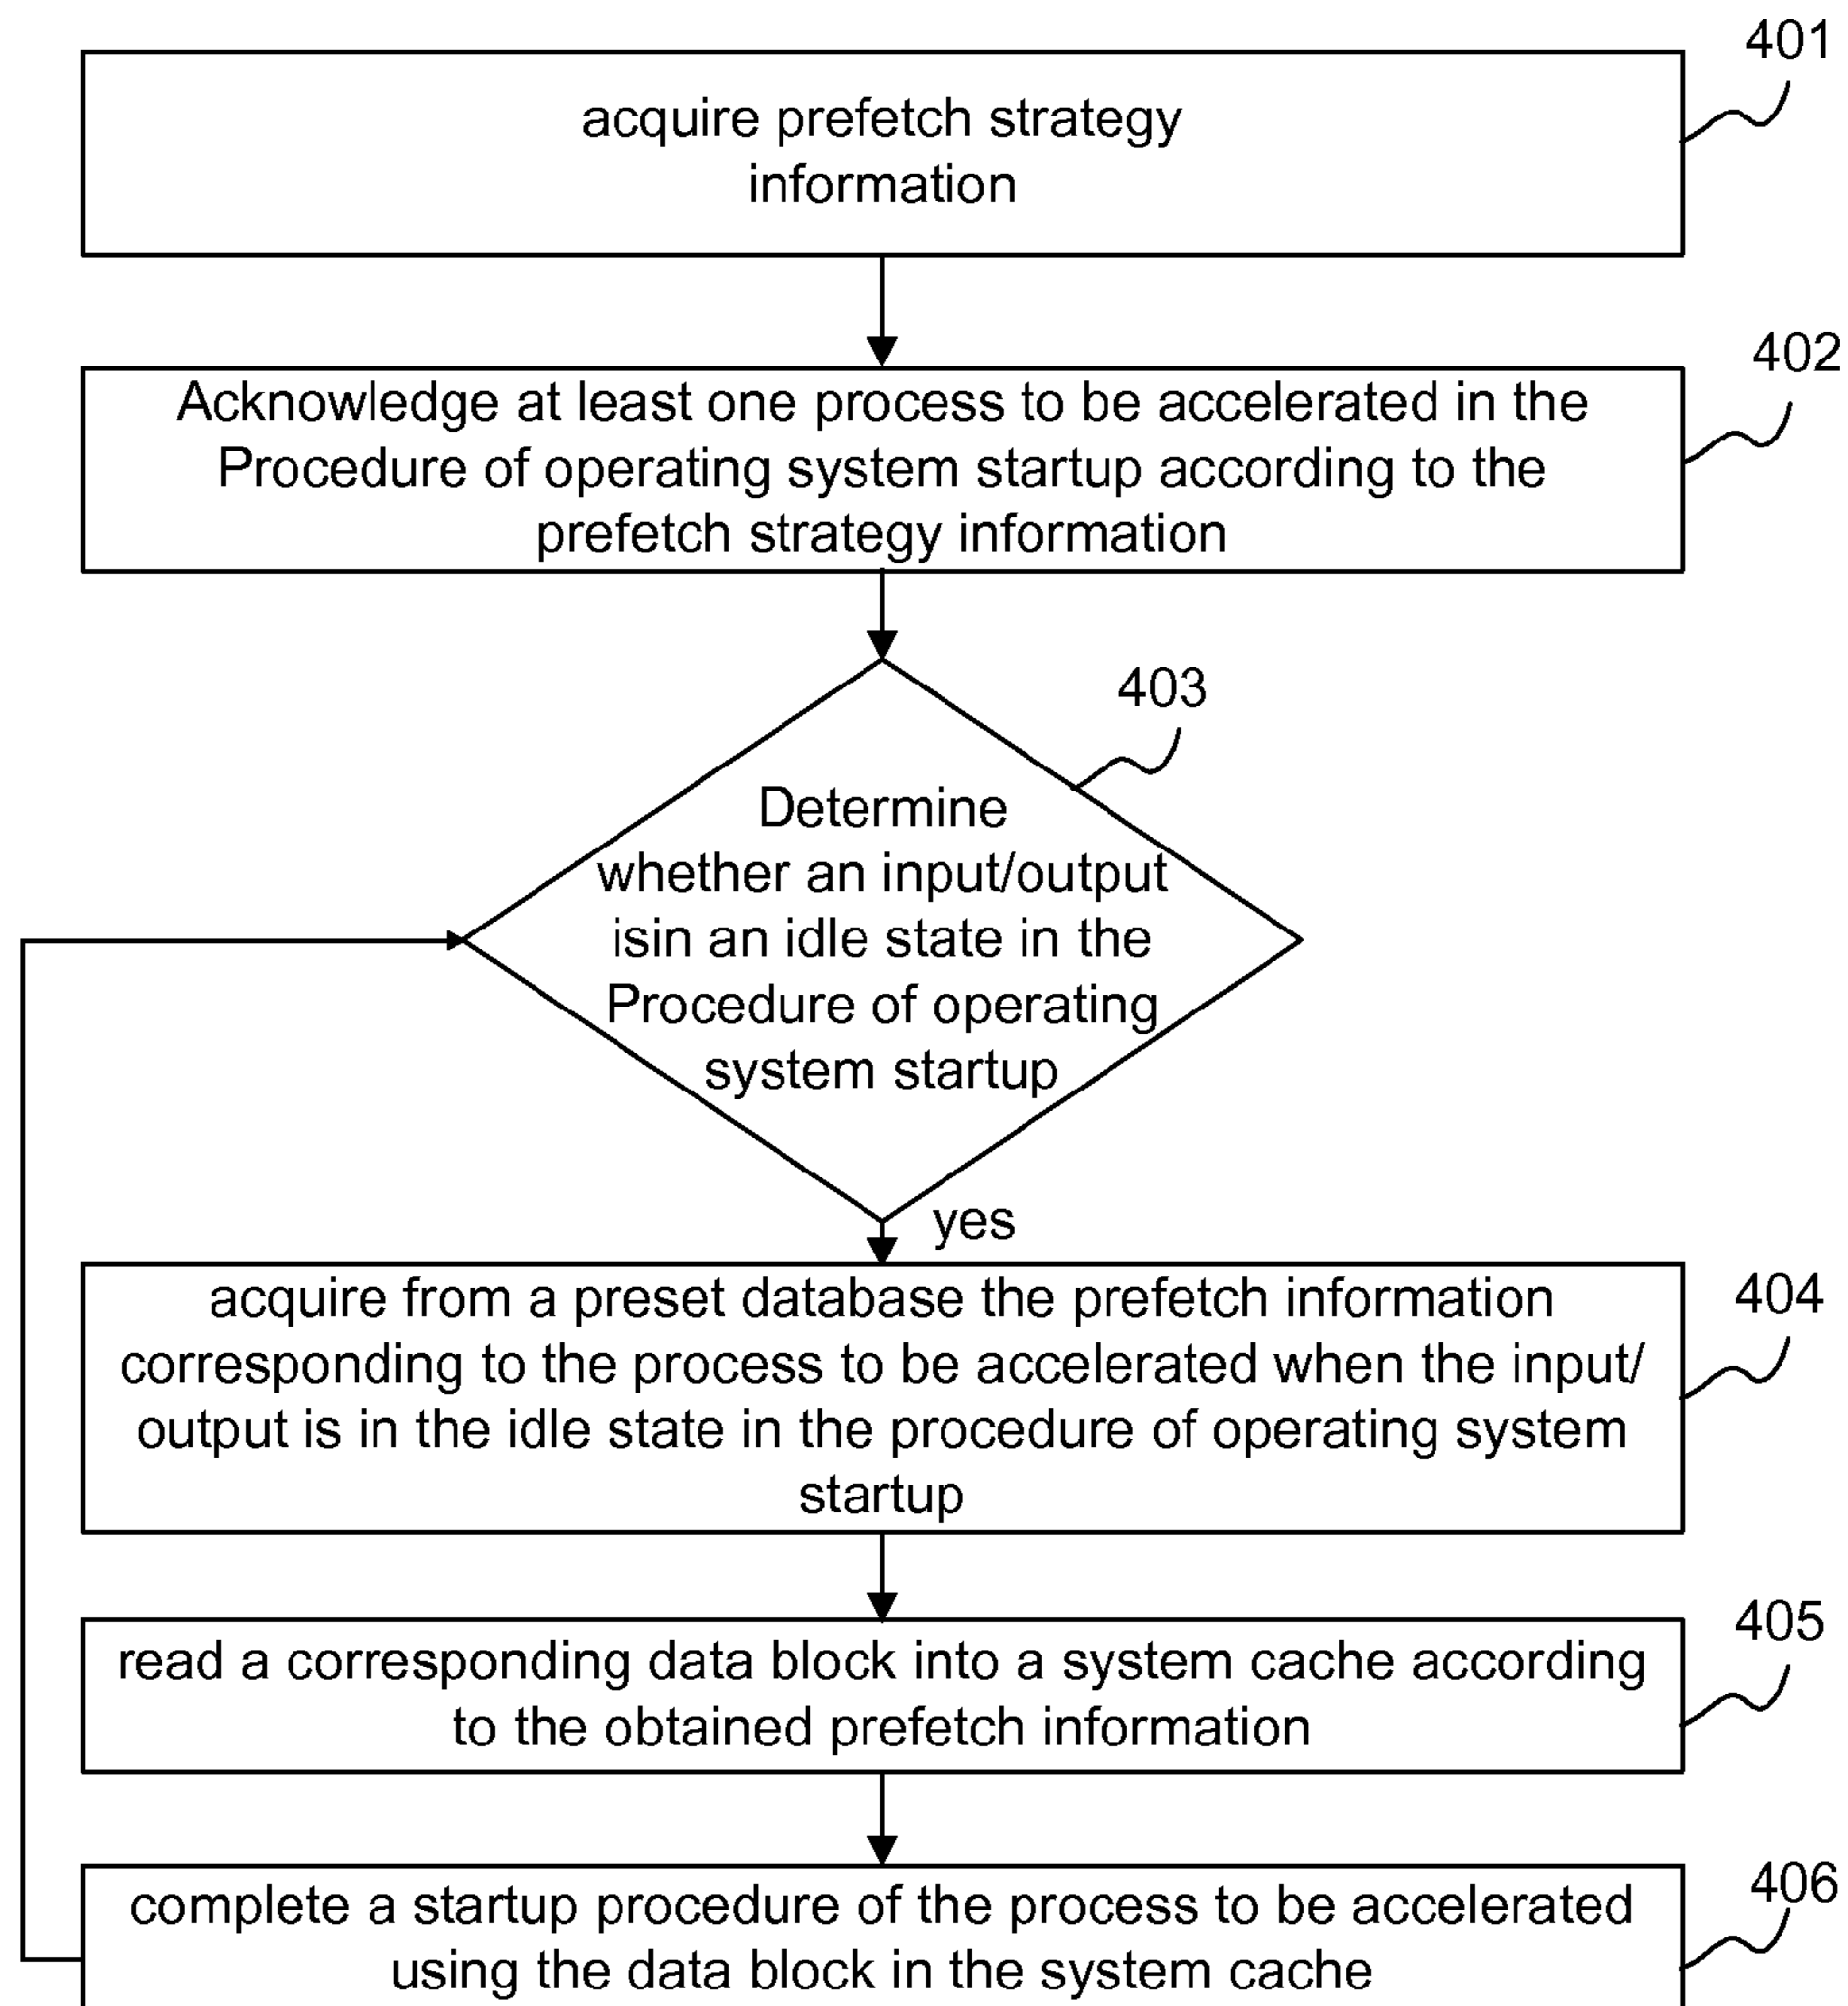 401
acquire prefetch strategy
information
402
Acknowledge at least one process to be accelerated in the
Procedure of operating system startup according to the
prefetch strategy information
403
Determine
whether an input/output
isin an idle state in the
Procedure of operating
system startup
yes
404
acquire from a preset database the prefetch information
corresponding to the process to be accelerated when the input/
output is in the idle state in the procedure of operating system
startup
405
read a corresponding data block into a system cache according
to the obtained prefetch information
406
complete a startup procedure of the process to be accelerated
using the data block in the system cache